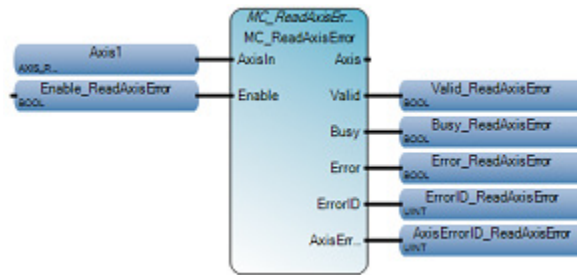 MC_ReadAxisErr...
MC_ReadAxisError
Axis1
AXIS_R...
AxisIn
Axis
Enable_ReadAxisError
BOOL
Enable
Valid
Valid_ReadAxisError
BOOL
Busy
Busy_ReadAxisError
BOOL
Error
Error_ReadAxisError
BOOL
ErrorID
ErrorID_ReadAxisError
UINT
AxisErr...
AxisErrorID_ReadAxisError
UINT